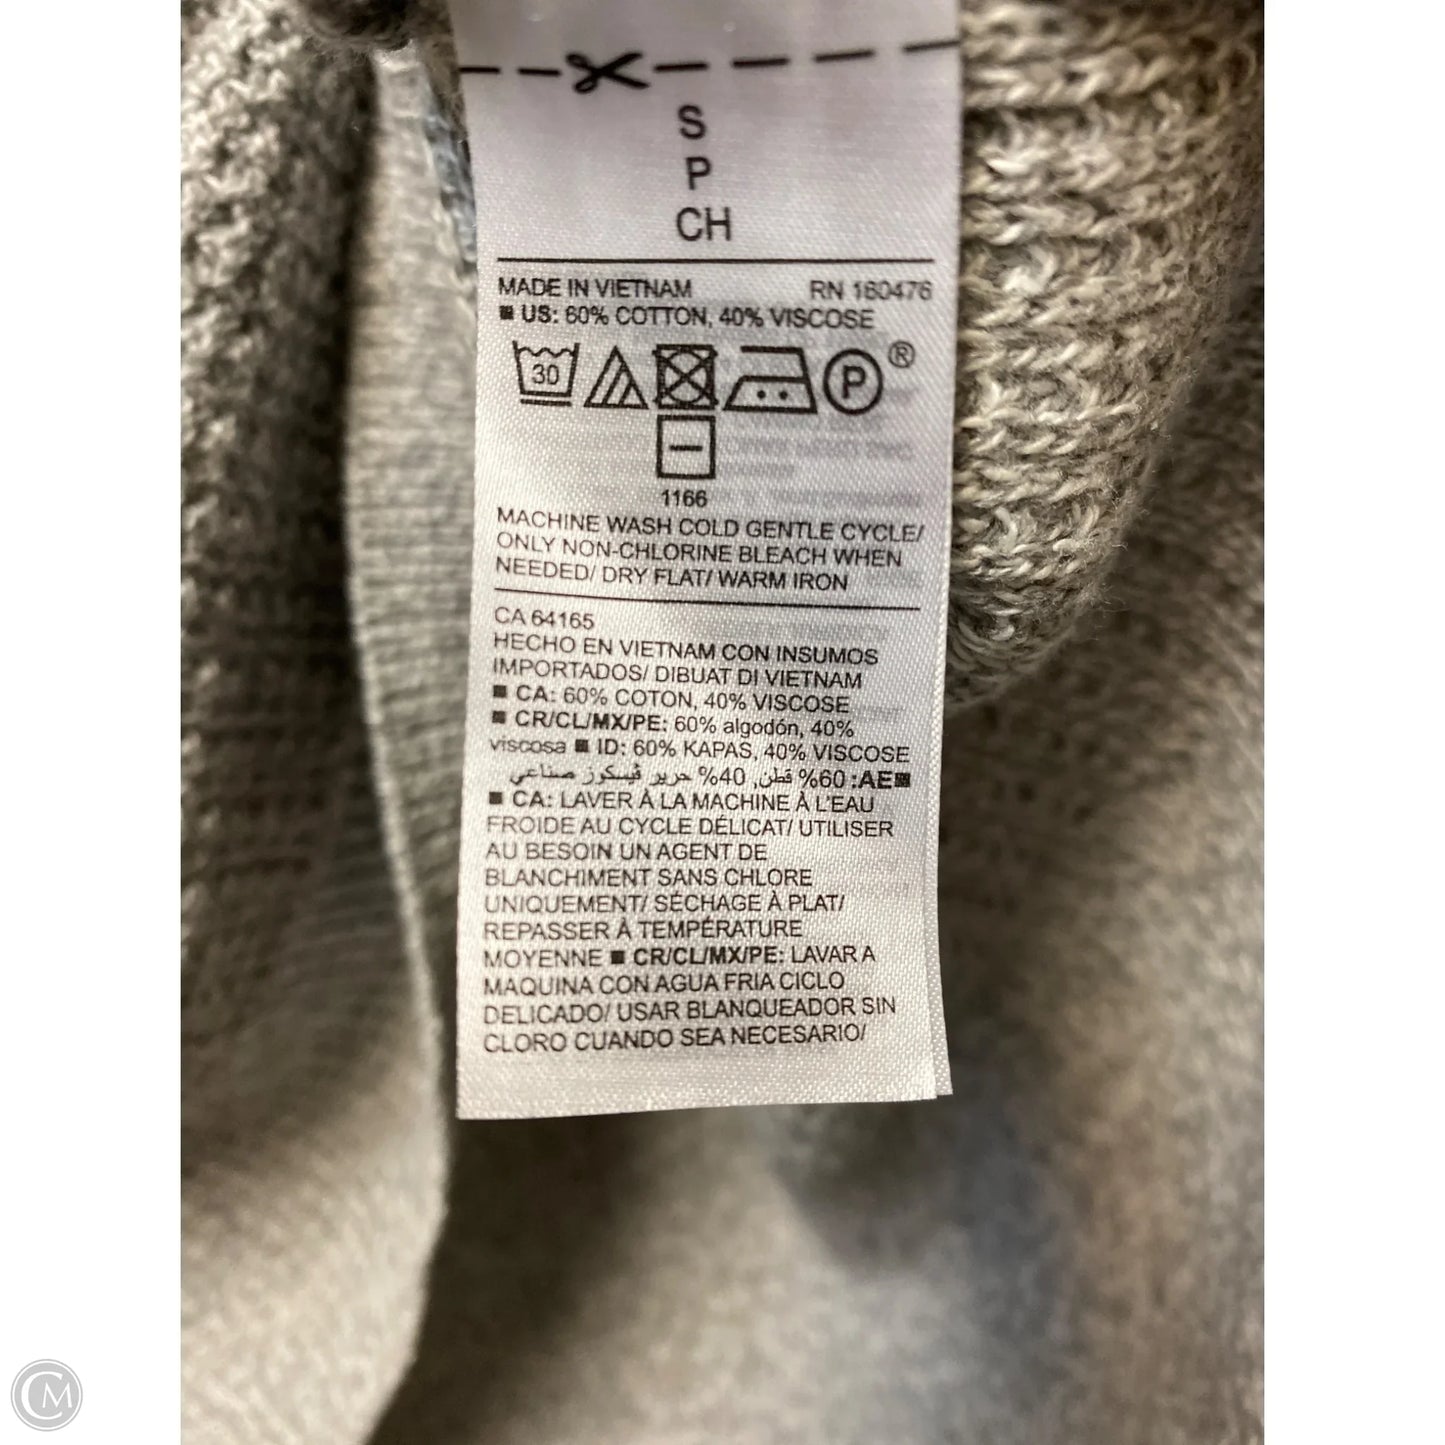 S
P
CH
MADE IN VIETNAM RN 160476
■ US: 60% COTTON, 40% VISCOSE
30 P ®
1166
MACHINE WASH COLD GENTLE CYCLE/
ONLY NON-CHLORINE BLEACH WHEN
NEEDED/ DRY FLAT/ WARM IRON
CA 64165
HECHO EN VIETNAM CON INSUMOS
IMPORTADOS/ DIBUAT DI VIETNAM
■ CA: 60% COTON, 40% VISCOSE
■ CR/CL/MX/PE: 60% algodón, 40%
viscosa ■ ID: 60% KAPAS, 40% VISCOSE
■AE: 60% قطن, 40% حرير ڤيسكوز صناعي
■ CA: LAVER À LA MACHINE À L'EAU
FROIDE AU CYCLE DÉLICAT/ UTILISER
AU BESOIN UN AGENT DE
BLANCHIMENT SANS CHLORE
UNIQUEMENT/ SÉCHAGE À PLAT/
REPASSER À TEMPÉRATURE
MOYENNE ■ CR/CL/MX/PE: LAVAR A
MAQUINA CON AGUA FRIA CICLO
DELICADO/ USAR BLANQUEADOR SIN
CLORO CUANDO SEA NECESARIO/
CM